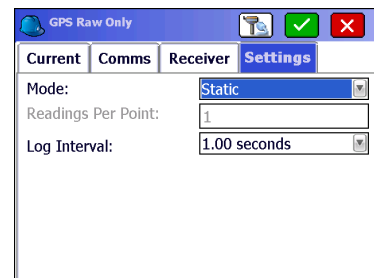 GPS Raw Only
Current Comms Receiver Settings
Mode: Static
Readings Per Point: 1
Log Interval: 1.00 seconds